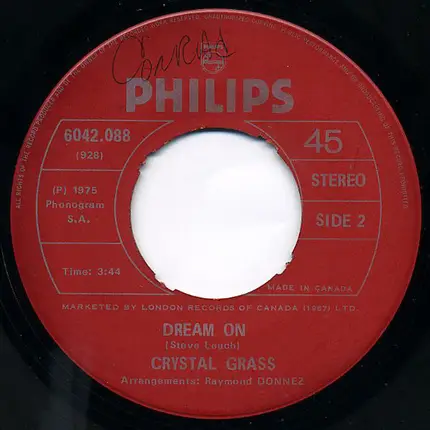 PHILIPS
6042.088
(928)
45
(P) 1975
Phonogram
S.A.
STEREO
SIDE 2
Time: 3:44
MADE IN CANADA
MARKETED BY LONDON RECORDS OF CANADA (1967) LTD.
DREAM ON
(Steve Leach)
CRYSTAL GRASS
Arrangements: Raymond DONNEZ